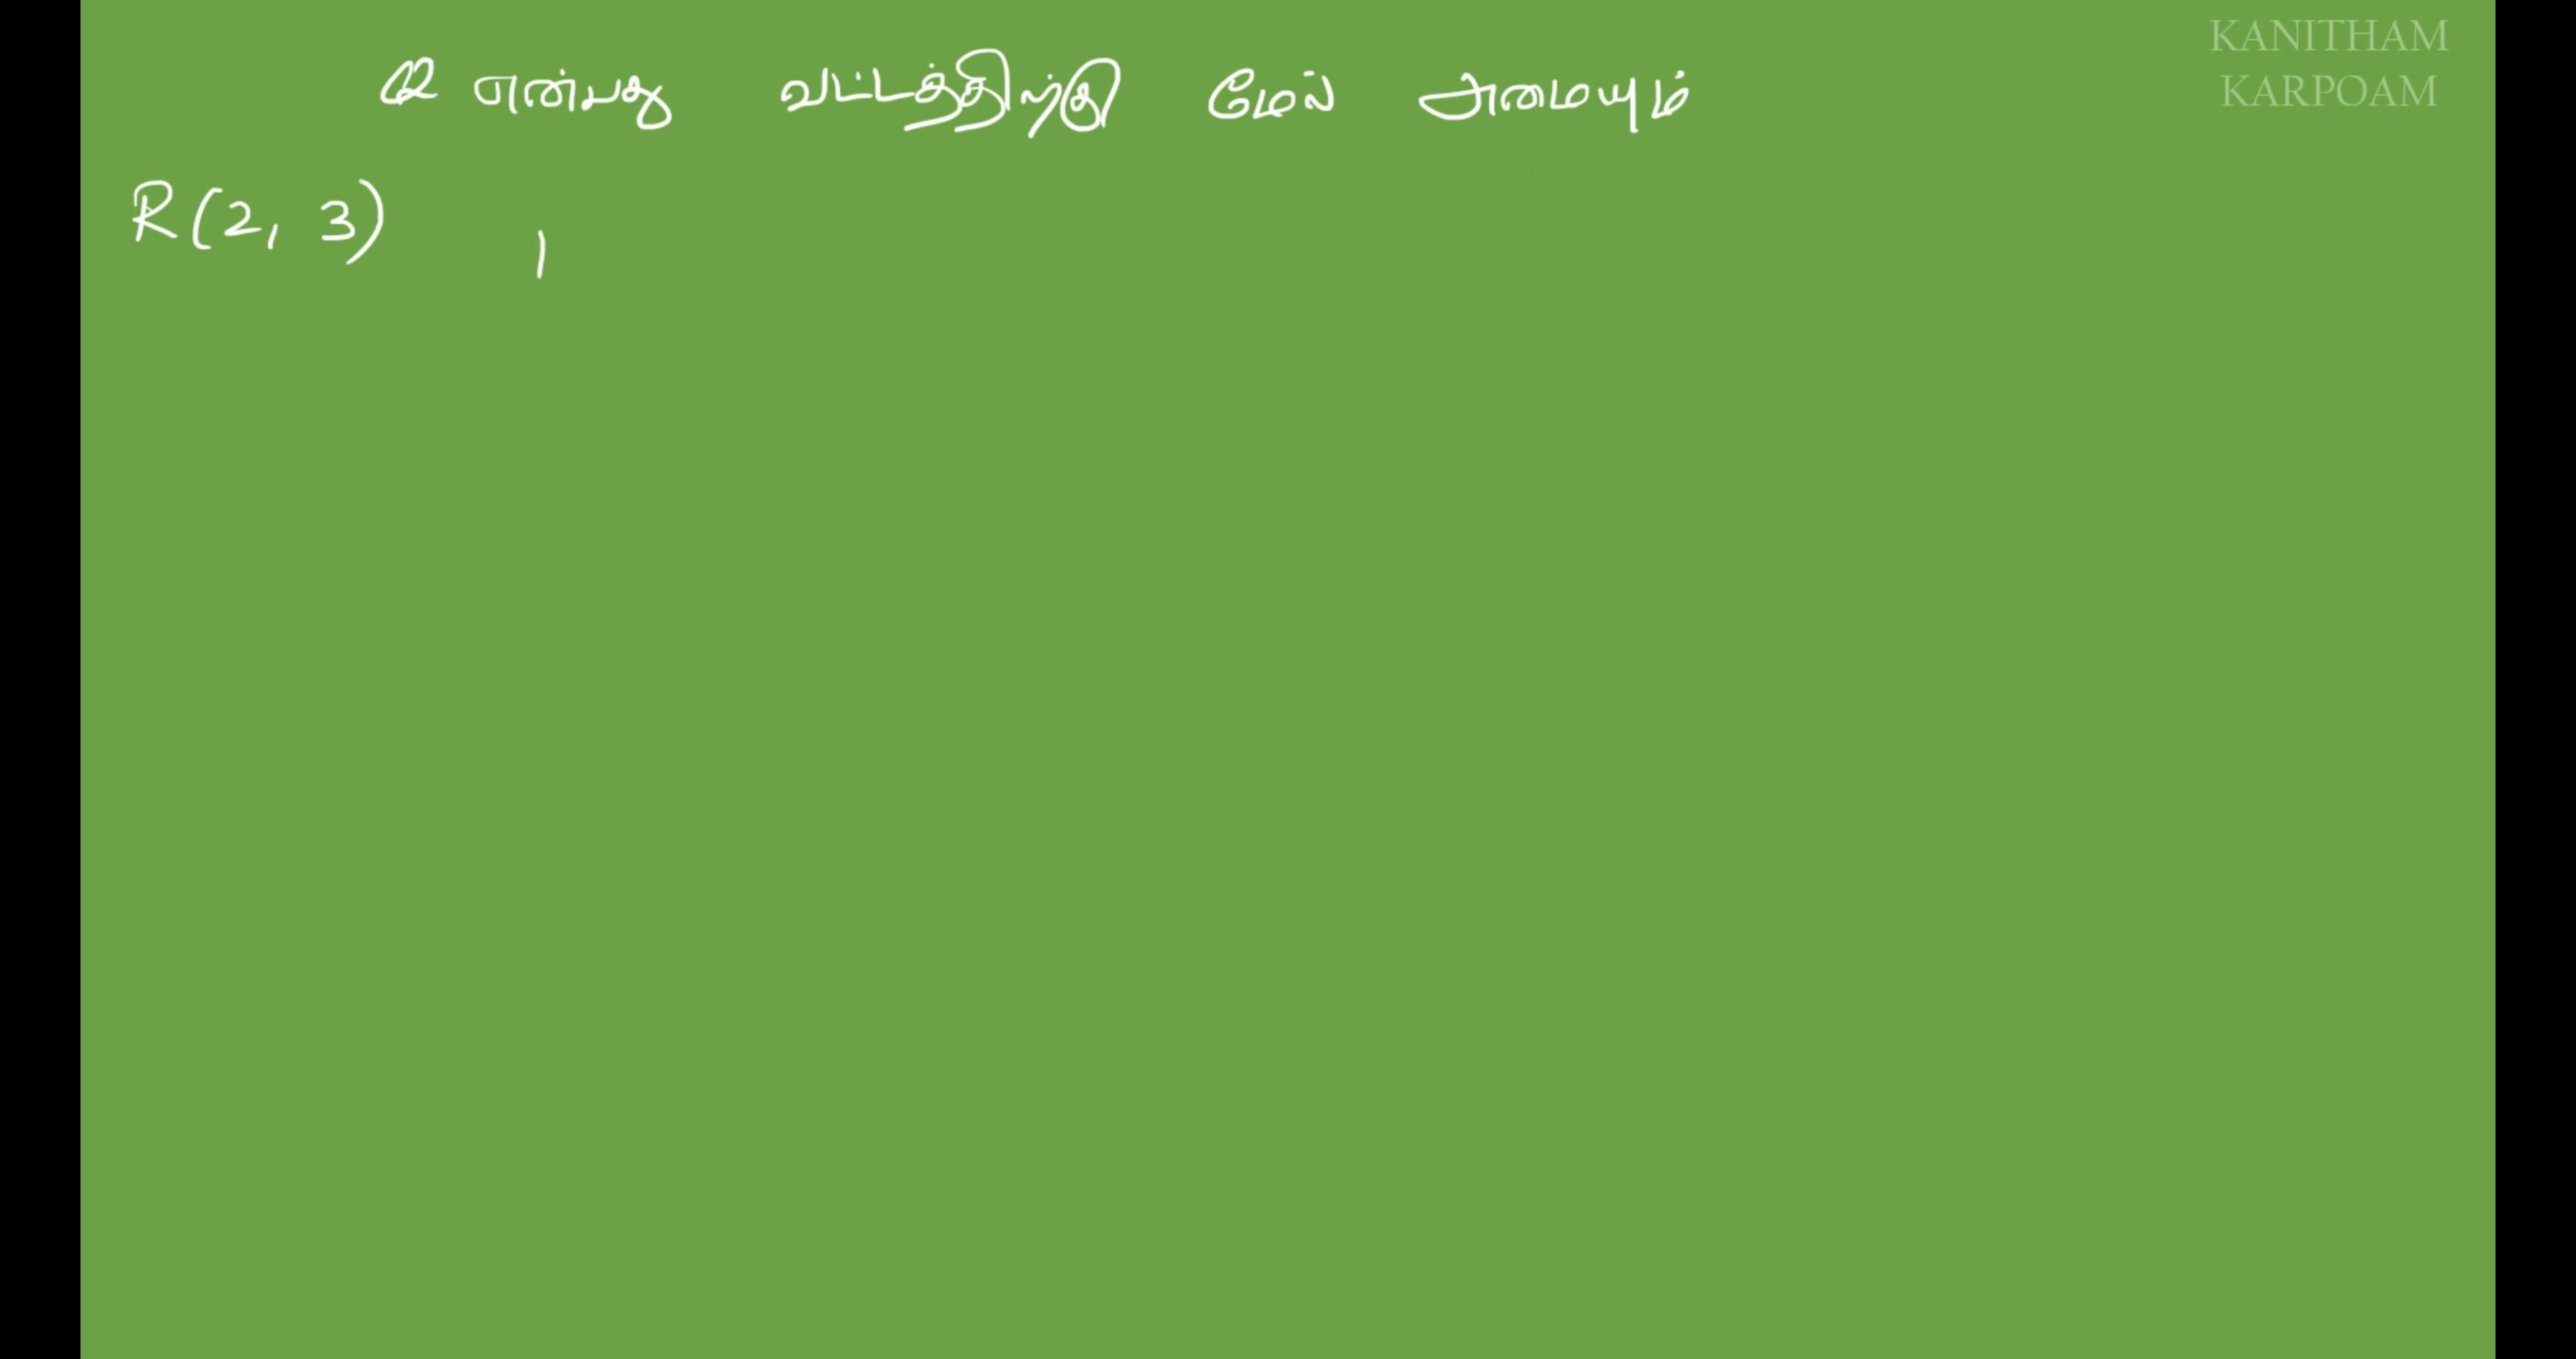 KANITHAM
KARPOAM
Q என்பது வட்டத்திற்கு மேல் அமையும்
R(2, 3) |